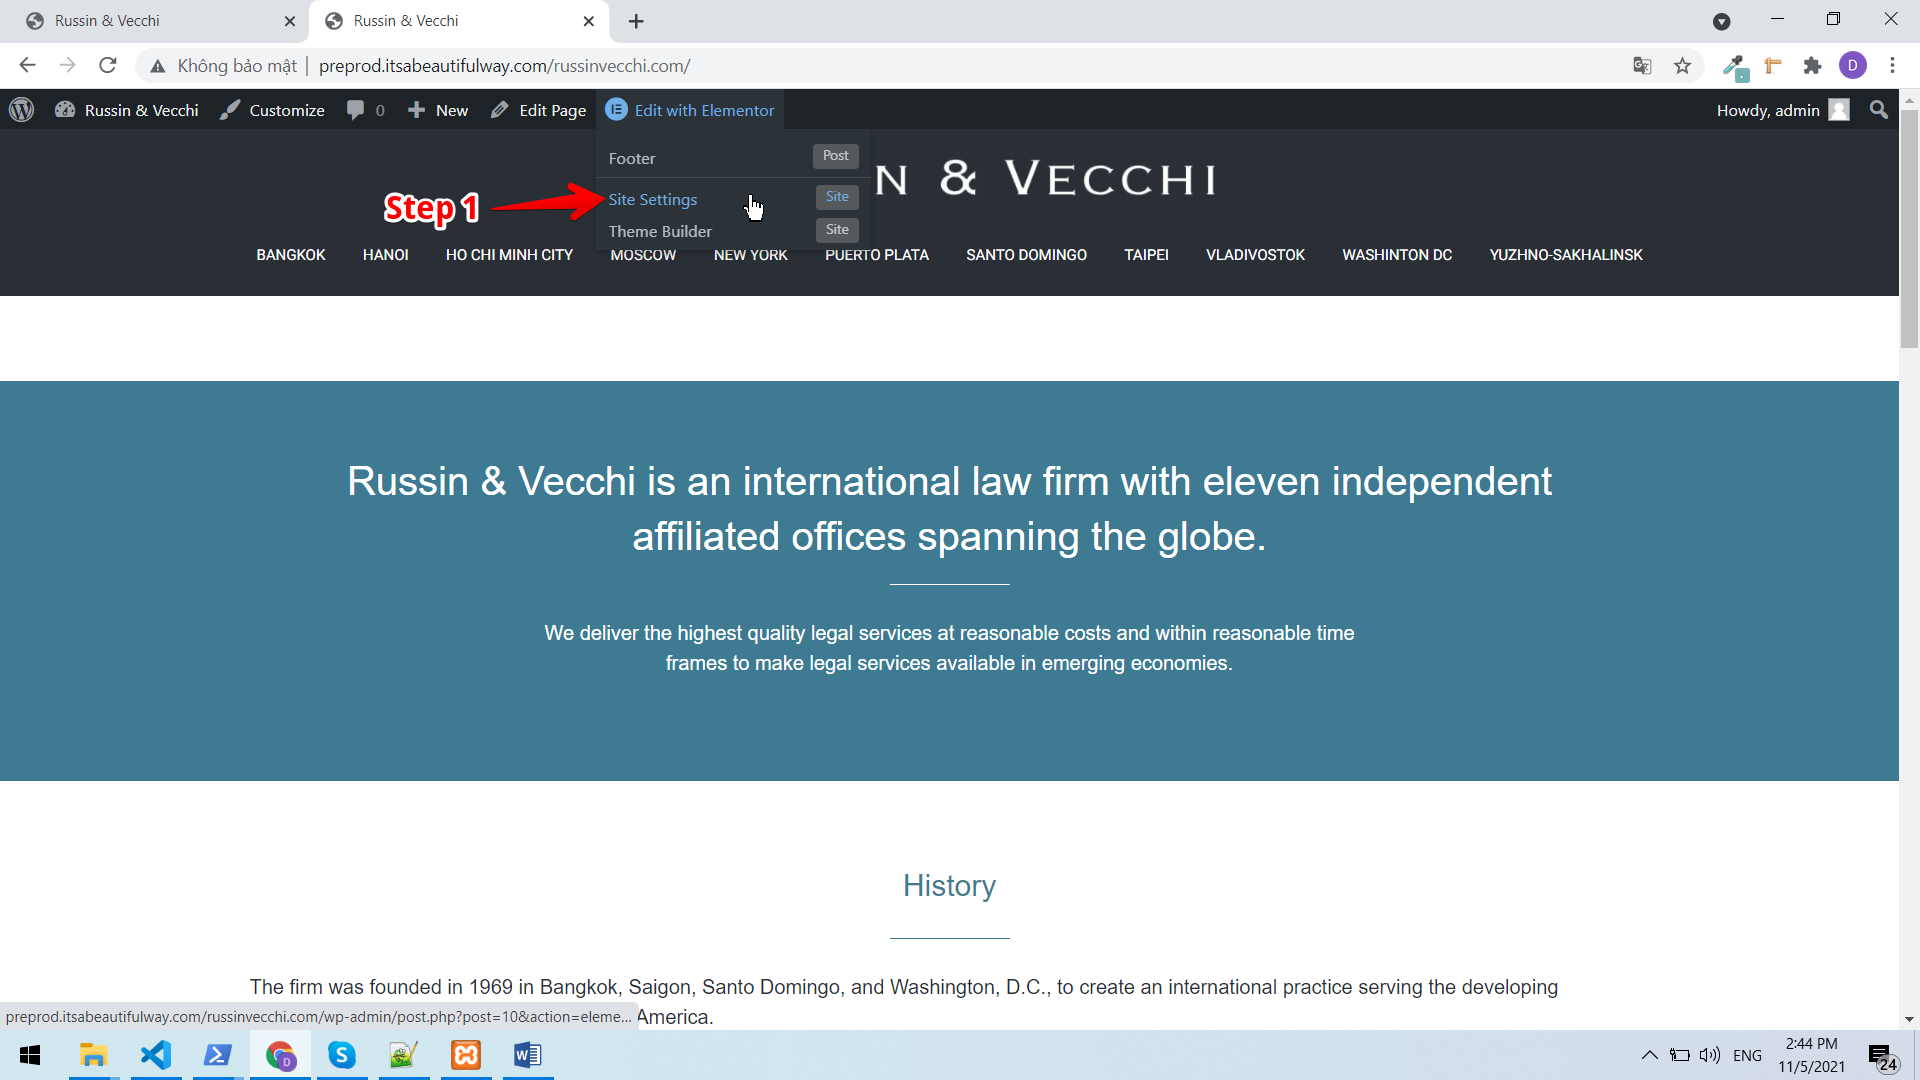 Russin & Vecchi
Russin & Vecchi
Không bảo mật | preprod.itsabeautifulway.com/russinvecchi.com/
D
Russin & Vecchi Customize 0 New Edit Page Edit with Elementor Howdy, admin
Footer Post
N & VECCHI
Step 1 Site Settings Site
Theme Builder Site
BANGKOK HANOI HO CHI MINH CITY MOSCOW NEW YORK PUERTO PLATA SANTO DOMINGO TAIPEI VLADIVOSTOK WASHINTON DC YUZHNO-SAKHALINSK
Russin & Vecchi is an international law firm with eleven independent
affiliated offices spanning the globe.
We deliver the highest quality legal services at reasonable costs and within reasonable time
frames to make legal services available in emerging economies.
History
The firm was founded in 1969 in Bangkok, Saigon, Santo Domingo, and Washington, D.C., to create an international practice serving the developing
America.
preprod.itsabeautifulway.com/russinvecchi.com/wp-admin/post.php?post=10&action=eleme...
ENG
2:44 PM
11/5/2021
24